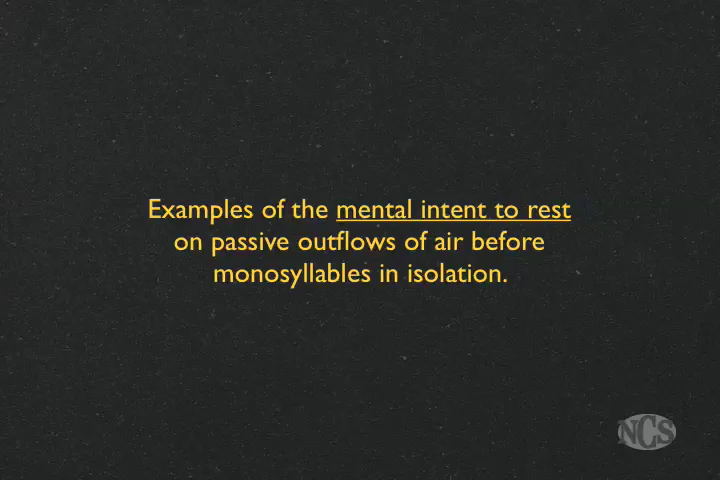 Examples of the mental intent to rest
on passive outflows of air before
monosyllables in isolation.
NCS